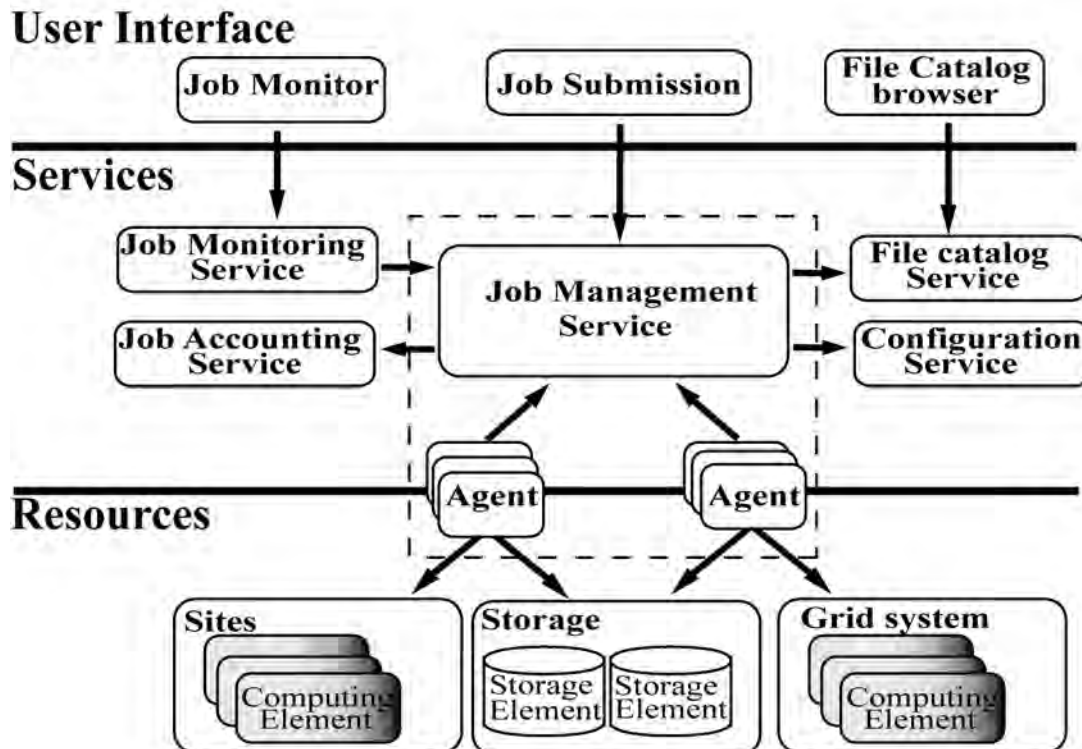 User Interface
Job Monitor
Job Submission
File Catalog
browser
Services
Job Monitoring
Service
Job Management
Service
File catalog
Service
Job Accounting
Service
Configuration
Service
Agent
Agent
Resources
Sites
Computing
Element
Storage
Storage
Element
Storage
Element
Grid system
Computing
Element